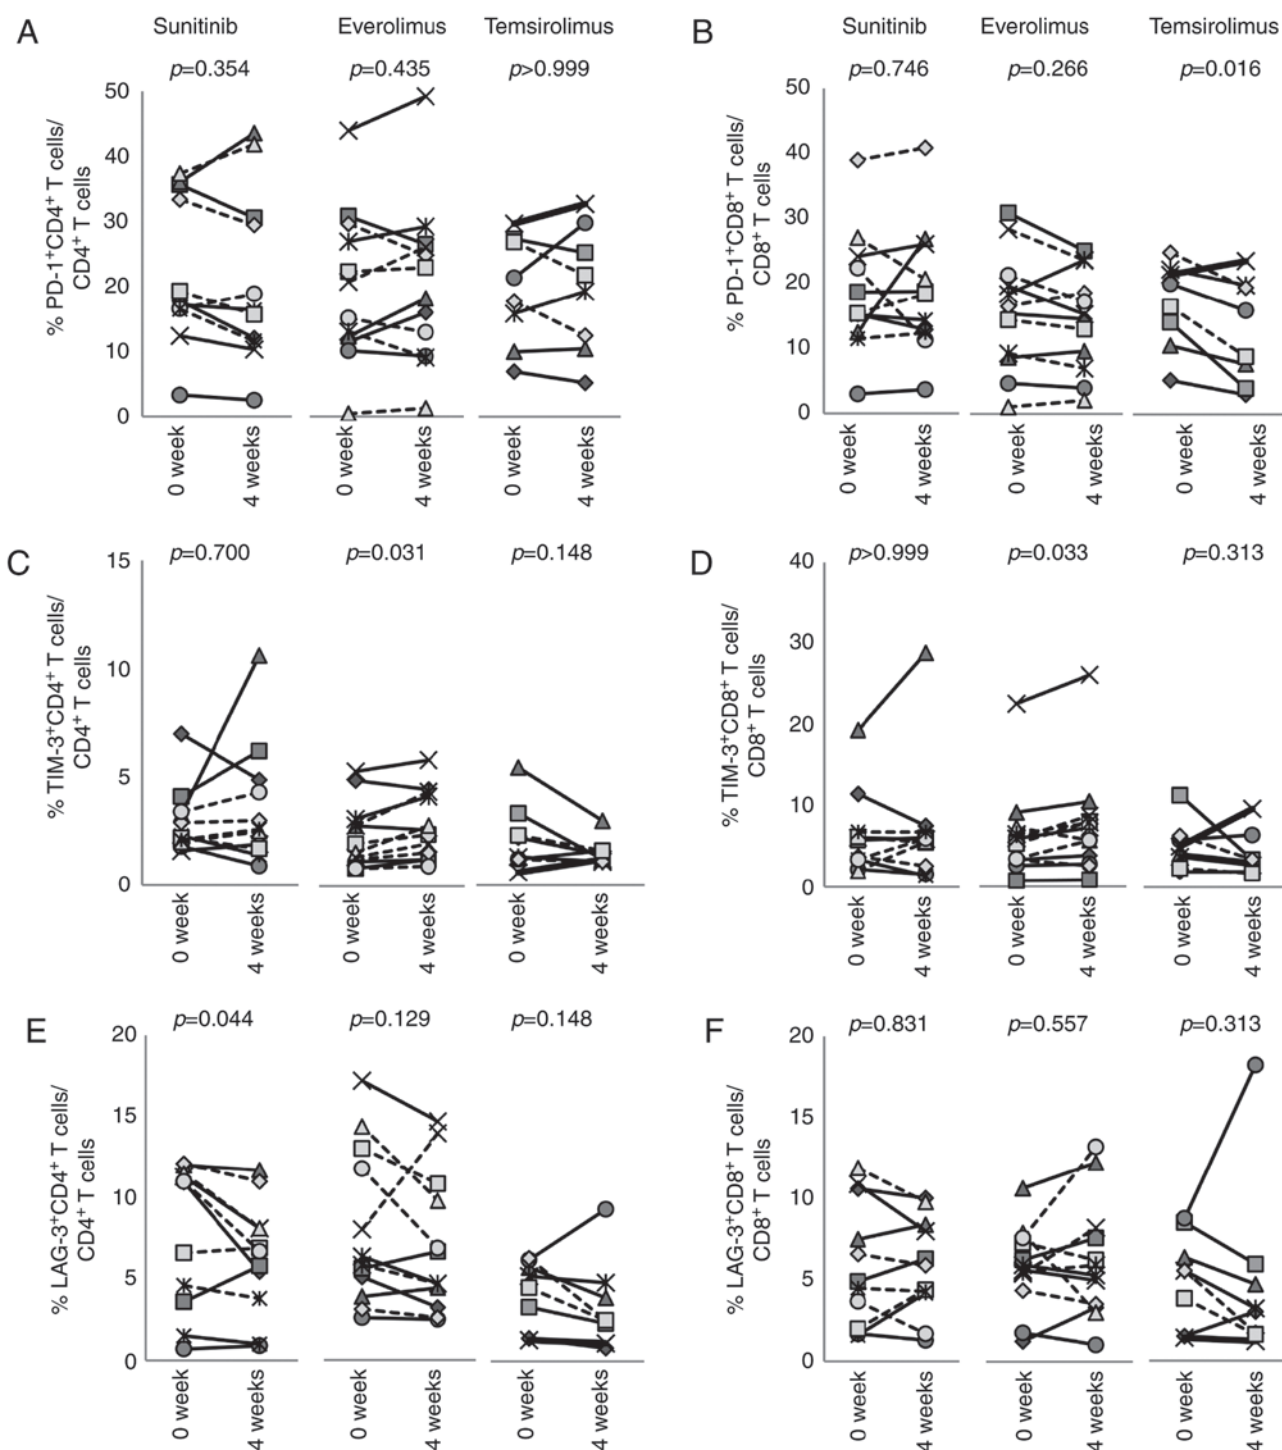 A
Sunitinib Everolimus Temsirolimus
p=0.354 p=0.435 p>0.999
% PD-1⁺CD4⁺ T cells/
CD4⁺ T cells
50
40
30
20
10
0
0 week 4 weeks 0 week 4 weeks 0 week 4 weeks
B
Sunitinib Everolimus Temsirolimus
p=0.746 p=0.266 p=0.016
% PD-1⁺CD8⁺ T cells/
CD8⁺ T cells
50
40
30
20
10
0
0 week 4 weeks 0 week 4 weeks 0 week 4 weeks
C
p=0.700 p=0.031 p=0.148
% TIM-3⁺CD4⁺ T cells/
CD4⁺ T cells
15
10
5
0
0 week 4 weeks 0 week 4 weeks 0 week 4 weeks
D
p>0.999 p=0.033 p=0.313
% TIM-3⁺CD8⁺ T cells/
CD8⁺ T cells
40
30
20
10
0
0 week 4 weeks 0 week 4 weeks 0 week 4 weeks
E
p=0.044 p=0.129 p=0.148
% LAG-3⁺CD4⁺ T cells/
CD4⁺ T cells
20
15
10
5
0
0 week 4 weeks 0 week 4 weeks 0 week 4 weeks
F
p=0.831 p=0.557 p=0.313
% LAG-3⁺CD8⁺ T cells/
CD8⁺ T cells
20
15
10
5
0
0 week 4 weeks 0 week 4 weeks 0 week 4 weeks